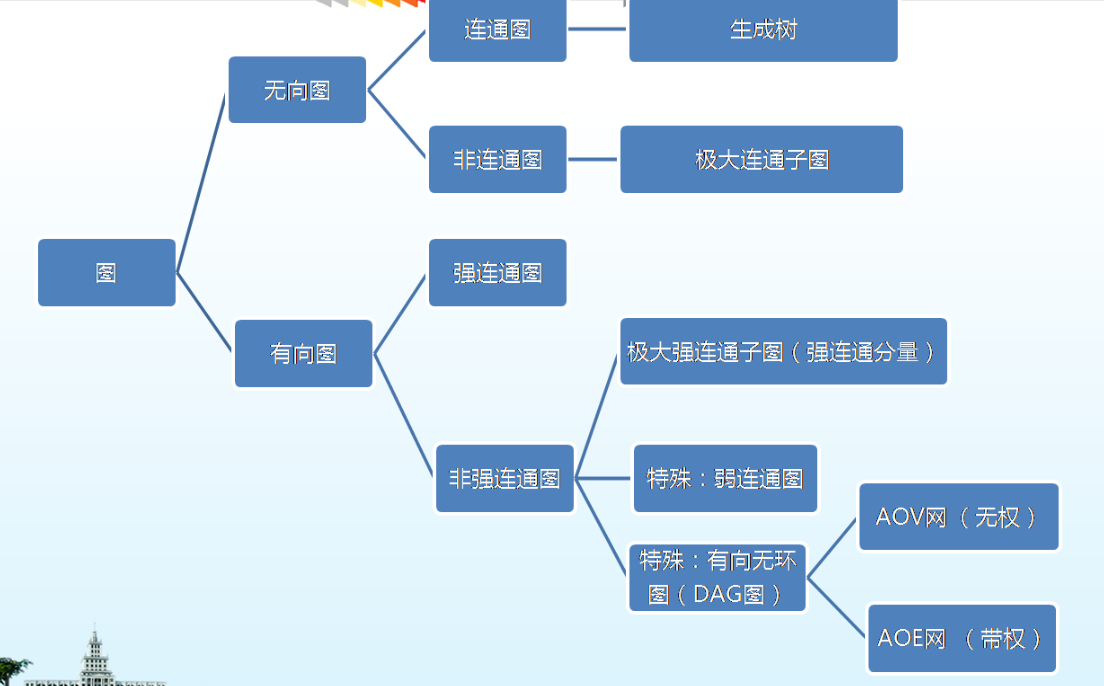 连通图
生成树
无向图
非连通图
极大连通子图
图
强连通图
有向图
极大强连通子图（强连通分量）
非强连通图
特殊：弱连通图
AOV网（无权）
特殊：有向无环
图（DAG图）
AOE网 （带权）